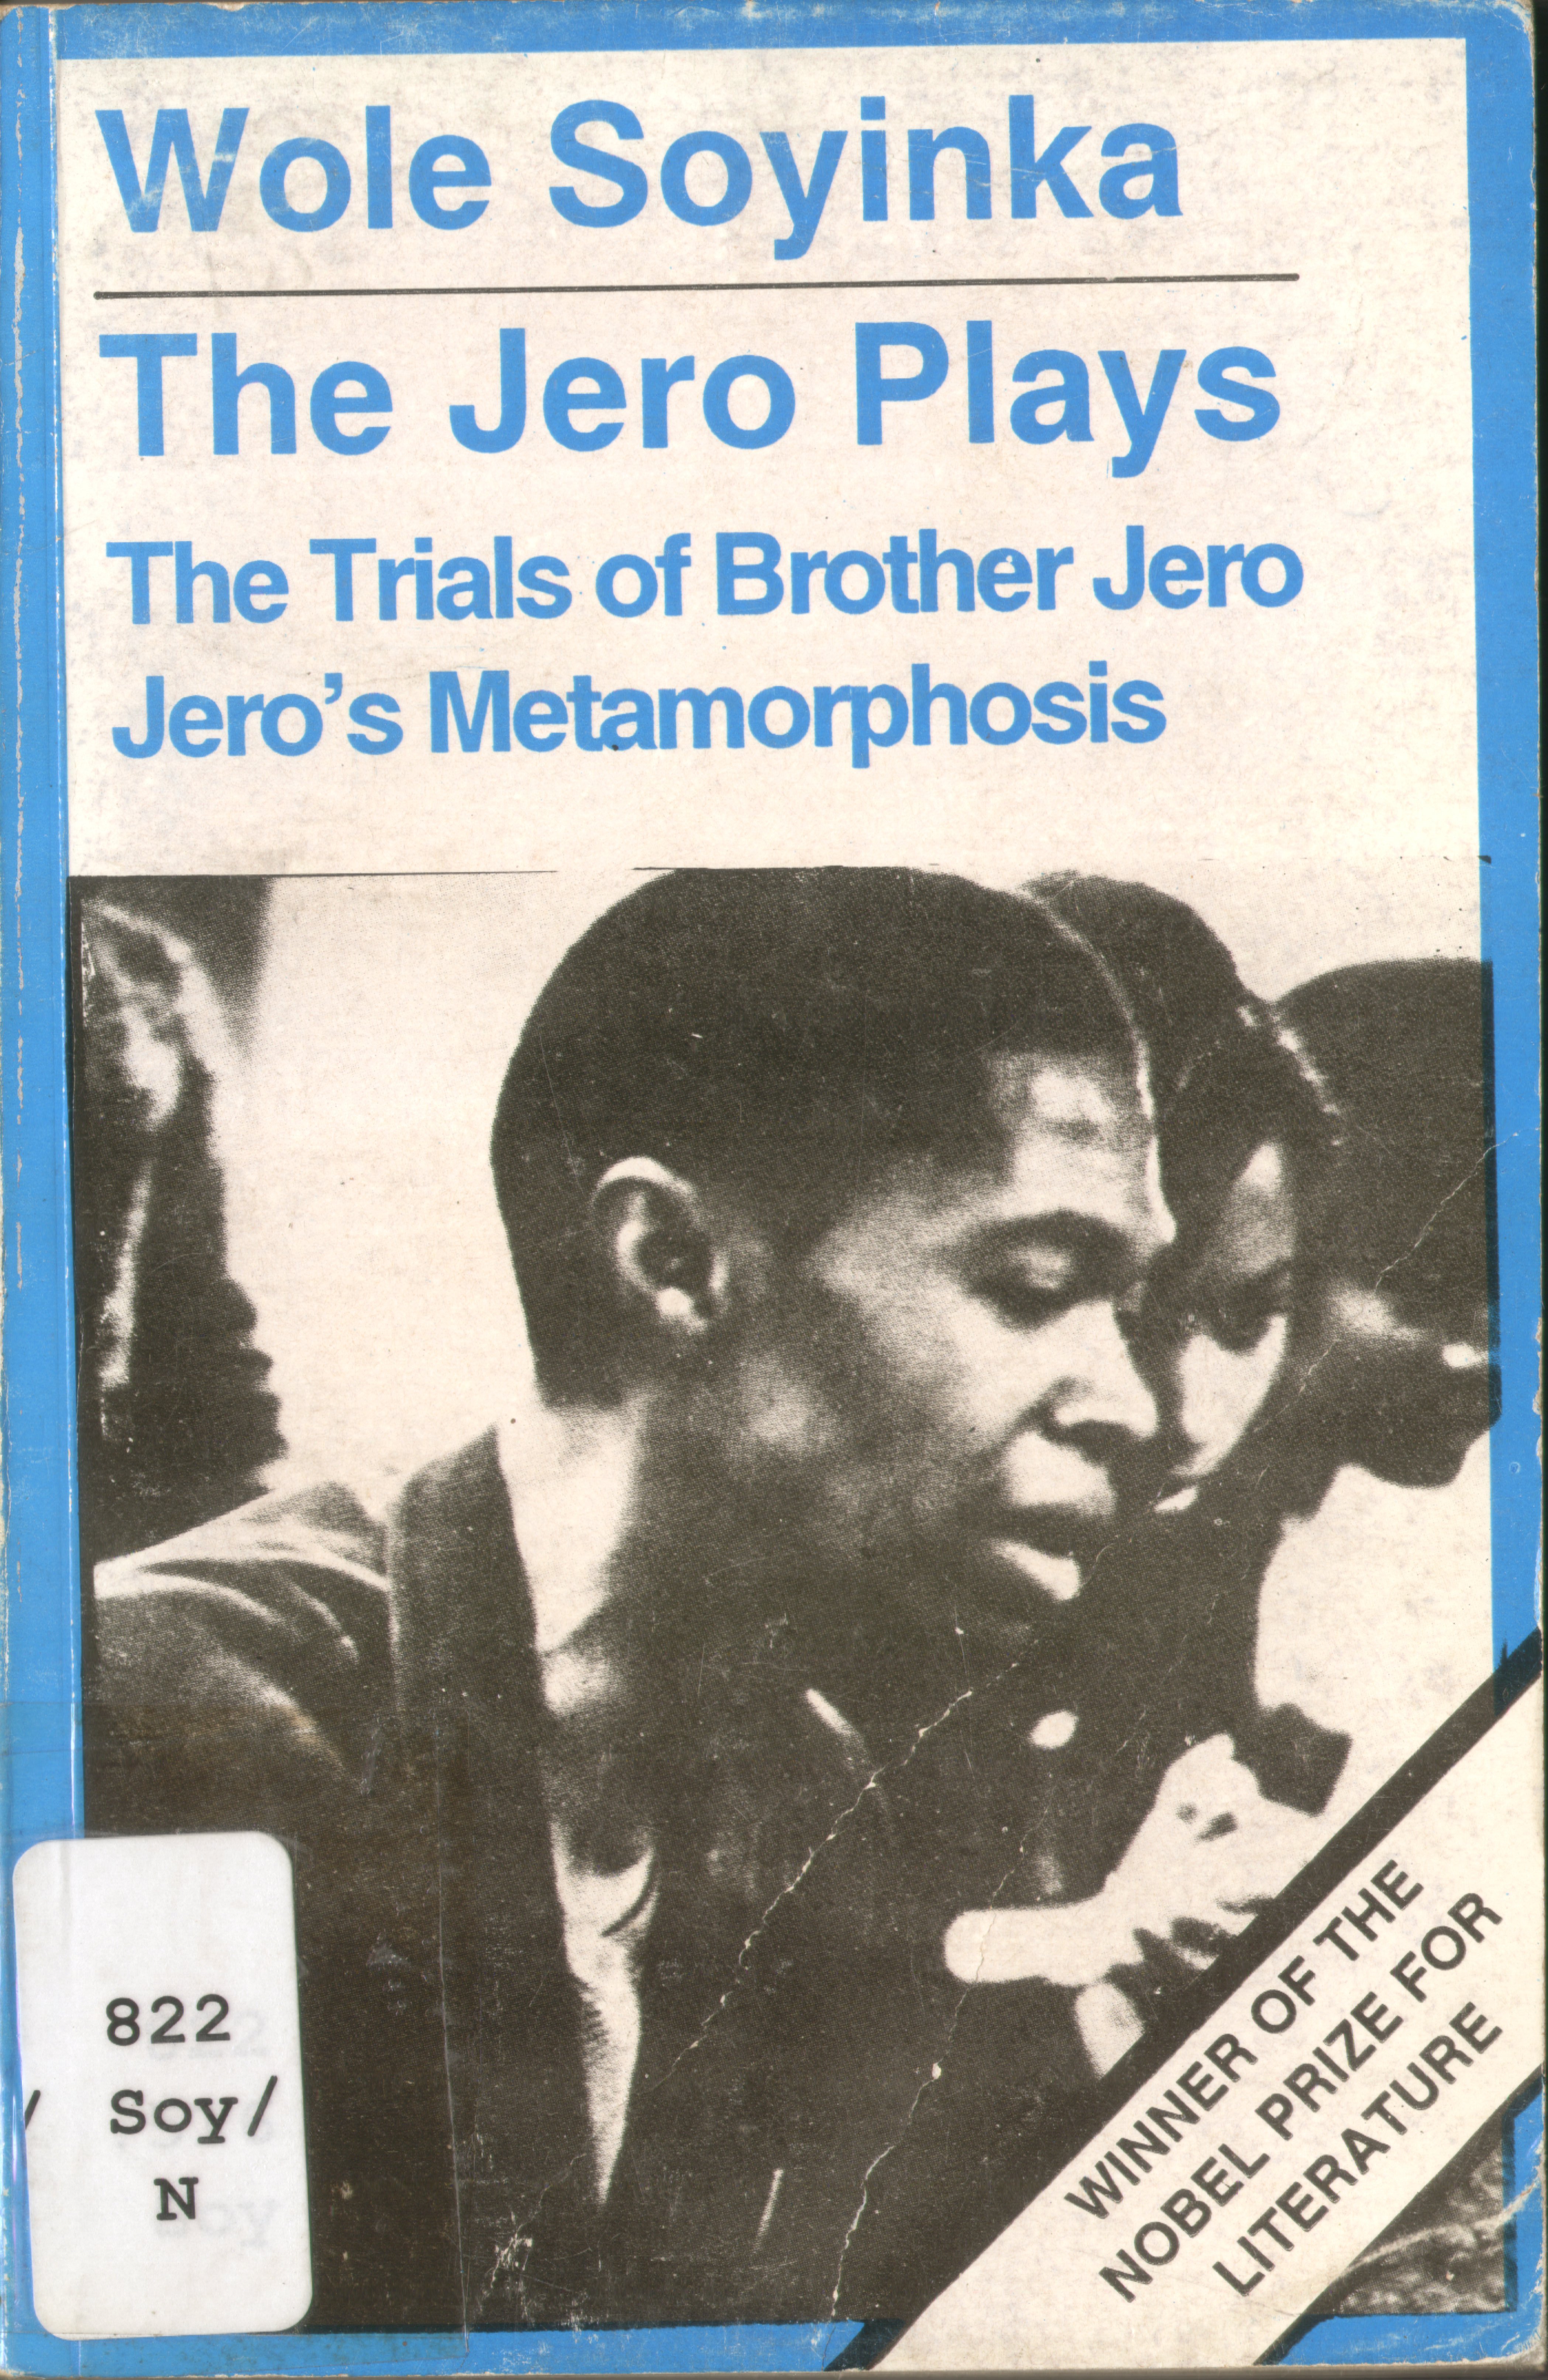 Wole Soyinka
The Jero Plays
The Trials of Brother Jero
Jero's Metamorphosis
WINNER OF THE
NOBEL PRIZE FOR
LITERATURE
822
/ Soy/
N